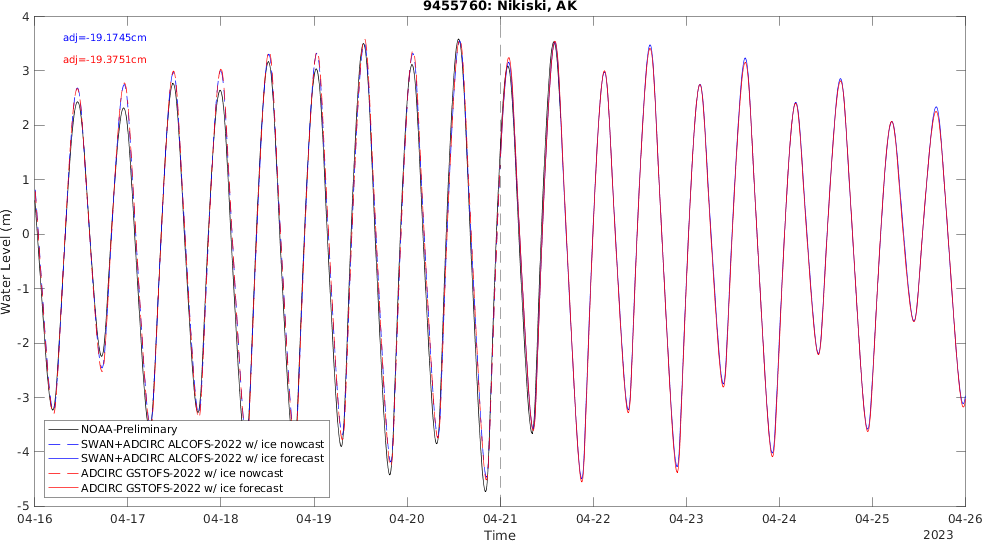 9455760: Nikiski, AK
adj=-19.1745cm
adj=-19.3751cm
4
3
2
1
0
-1
-2
-3
-4
-5
Water Level (m)
NOAA-Preliminary
SWAN+ADCIRC ALCOFS-2022 w/ ice nowcast
SWAN+ADCIRC ALCOFS-2022 w/ ice forecast
ADCIRC GSTOFS-2022 w/ ice nowcast
ADCIRC GSTOFS-2022 w/ ice forecast
04-16 04-17 04-18 04-19 04-20 04-21 04-22 04-23 04-24 04-25 04-26
Time
2023